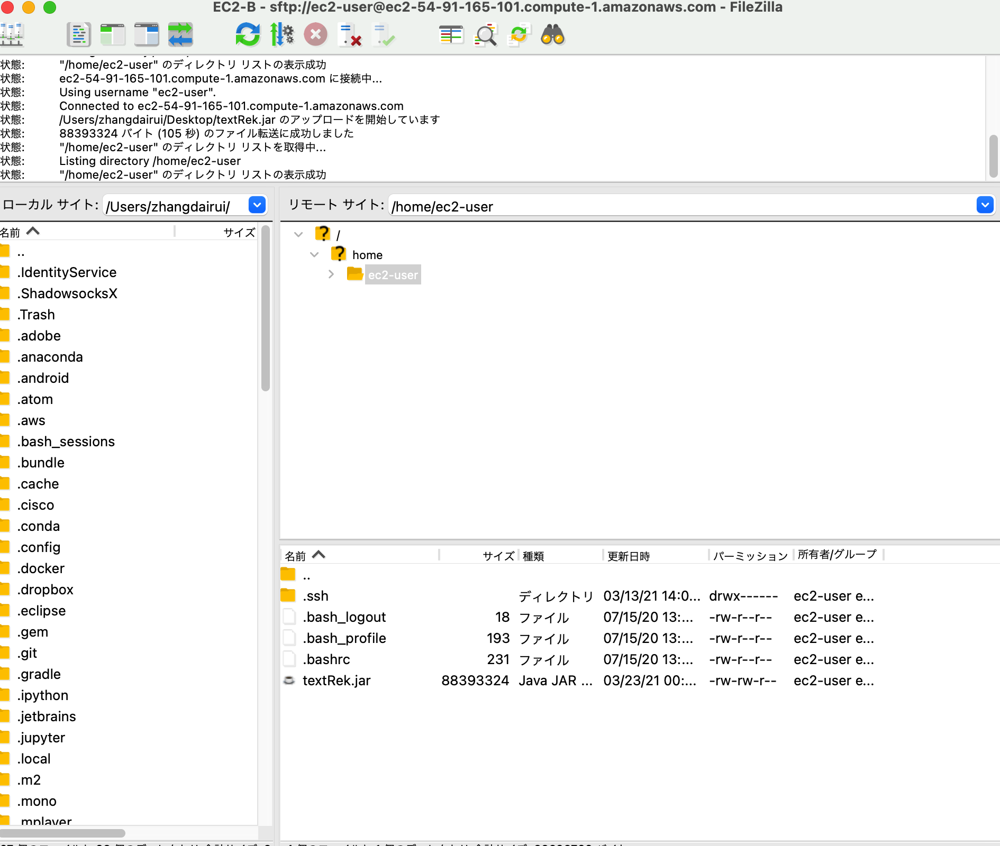 EC2-B - sftp://ec2-user@ec2-54-91-165-101.compute-1.amazonaws.com - FileZilla
状態: "/home/ec2-user" のディレクトリ リストの表示成功
状態: ec2-54-91-165-101.compute-1.amazonaws.com に接続中...
状態: Using username "ec2-user".
状態: Connected to ec2-54-91-165-101.compute-1.amazonaws.com
状態: /Users/zhangdairui/Desktop/textRek.jar のアップロードを開始しています
状態: 88393324 バイト (105 秒) のファイル転送に成功しました
状態: "/home/ec2-user" のディレクトリ リストを取得中...
状態: Listing directory /home/ec2-user
状態: "/home/ec2-user" のディレクトリ リストの表示成功
ローカル サイト: /Users/zhangdairui/
名前 サイズ
..
.IdentityService
.ShadowsocksX
.Trash
.adobe
.anaconda
.android
.atom
.aws
.bash_sessions
.bundle
.cache
.cisco
.conda
.config
.docker
.dropbox
.eclipse
.gem
.git
.gradle
.ipython
.jetbrains
.jupyter
.local
.m2
.mono
.mplayer
リモート サイト: /home/ec2-user
/
home
ec2-user
名前 サイズ 種類 更新日時 パーミッション 所有者/グループ
..
.ssh ディレクトリ 03/13/21 14:0... drwx------ ec2-user e...
.bash_logout 18 ファイル 07/15/20 13:... -rw-r--r-- ec2-user e...
.bash_profile 193 ファイル 07/15/20 13:... -rw-r--r-- ec2-user e...
.bashrc 231 ファイル 07/15/20 13:... -rw-r--r-- ec2-user e...
textRek.jar 88393324 Java JAR ... 03/23/21 00:... -rw-rw-r-- ec2-user e...